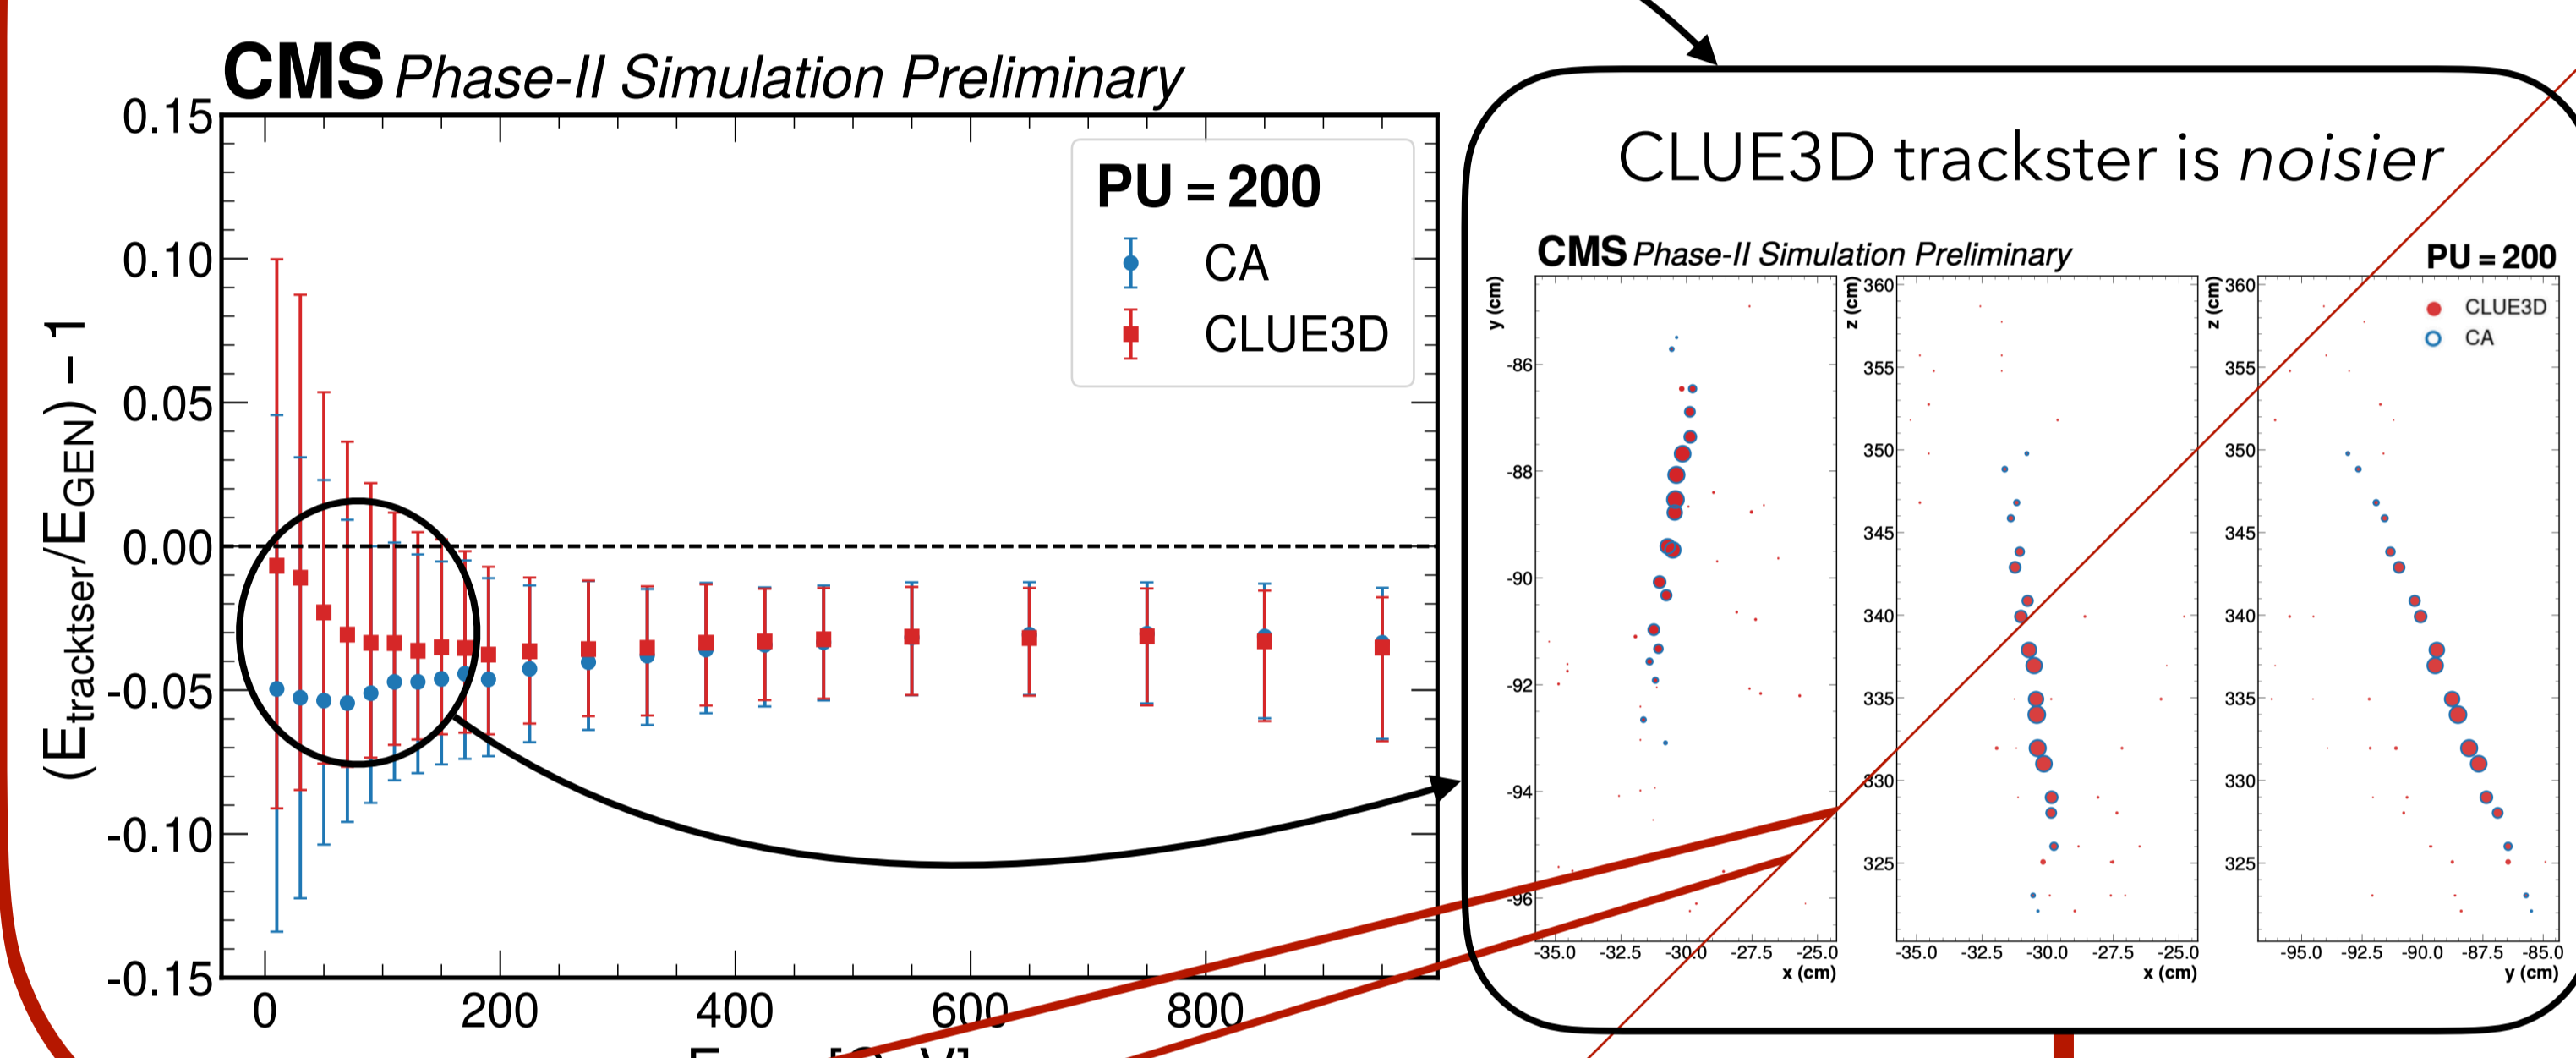 CMS Phase-II Simulation Preliminary
0.15
0.10
0.05
0.00
-0.05
-0.10
-0.15
(Etracktser/EGEN) – 1
PU = 200
CA
CLUE3D
0 200 400 600 800
CLUE3D trackster is noisier
CMS Phase-II Simulation Preliminary
PU = 200
CLUE3D
CA
y (cm)
-86
-88
-90
-92
-94
-96
-35.0 -32.5 -30.0 -27.5 -25.0
x (cm)
z (cm)
360
355
350
345
340
335
330
325
-35.0 -32.5 -30.0 -27.5 -25.0
x (cm)
z (cm)
360
355
350
345
340
335
330
325
-95.0 -92.5 -90.0 -87.5 -85.0
y (cm)